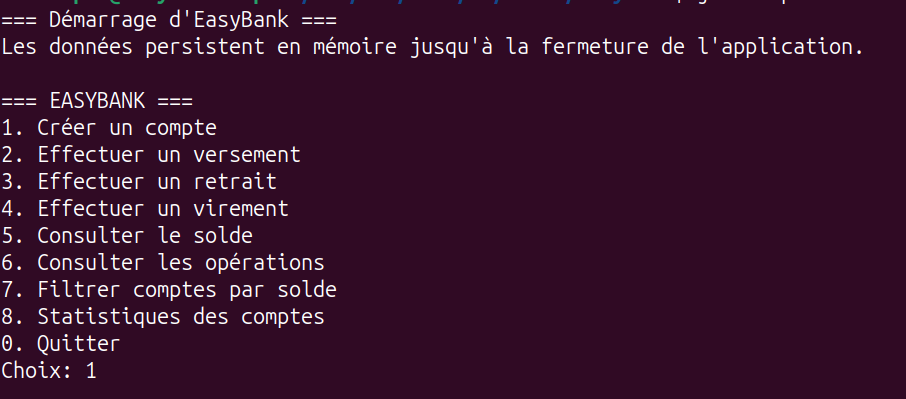 === Démarrage d'EasyBank ===
Les données persistent en mémoire jusqu'à la fermeture de l'application.
=== EASYBANK ===
1. Créer un compte
2. Effectuer un versement
3. Effectuer un retrait
4. Effectuer un virement
5. Consulter le solde
6. Consulter les opérations
7. Filtrer comptes par solde
8. Statistiques des comptes
0. Quitter
Choix: 1